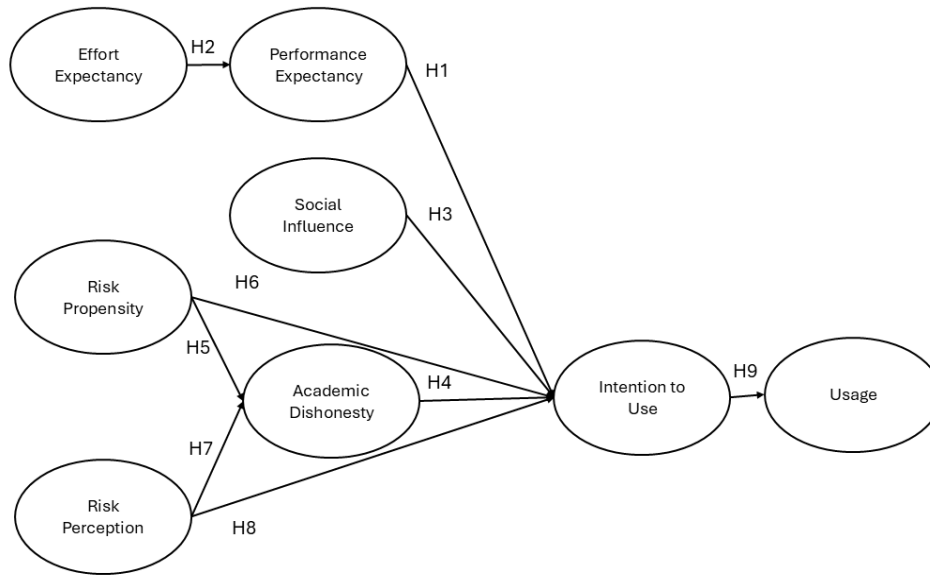 Effort
Expectancy
H2
Performance
Expectancy
H1
Social
Influence
H3
Risk
Propensity
H6
H5
Academic
Dishonesty
H4
Intention to
Use
H9
Usage
H7
Risk
Perception
H8